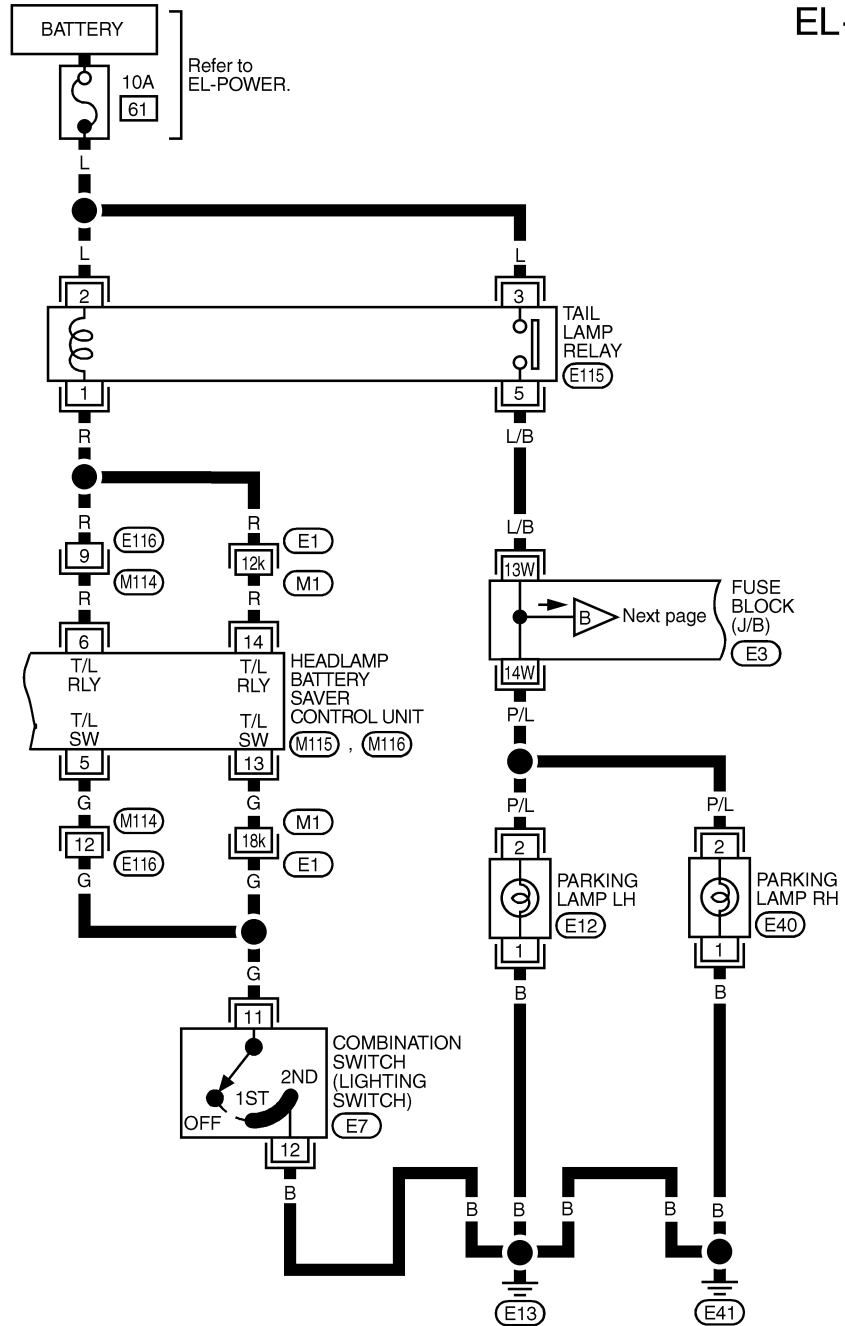 EL-
BATTERY
10A
61
Refer to
EL-POWER.
L
L
L
2
3
TAIL
LAMP
RELAY
E115
1
5
R
L/B
R
R
L/B
9
E116
M114
12k
E1
M1
13W
R
R
FUSE
BLOCK
(J/B)
E3
B
Next page
6
14
14W
T/L
RLY
T/L
RLY
HEADLAMP
BATTERY
SAVER
CONTROL UNIT
M115 , M116
T/L
SW
T/L
SW
P/L
5
13
G
G
P/L
P/L
M114
12
E116
M1
18k
E1
2
2
G
G
PARKING
LAMP LH
E12
PARKING
LAMP RH
E40
1
1
G
B
B
11
COMBINATION
SWITCH
(LIGHTING
SWITCH)
E7
OFF
1ST
2ND
12
B
B
B
B
B
B
E13
E41